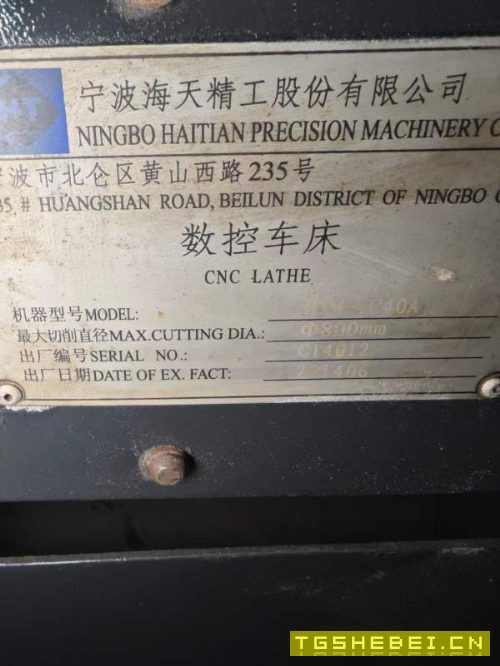 HT
宁波海天精工股份有限公司
NINGBO HAITIAN PRECISION MACHINERY C
波市北仑区黄山西路235号
35, # HUANGSHAN ROAD, BEILUN DISTRICT OF NINGBO C
数控车床
CNC LATHE
机器型号MODEL:
最大切削直径MAX.CUTTING DIA.: Φ800mm
出厂编号SERIAL NO.:
出厂日期DATE OF EX. FACT:
TGSHEBEI.CN